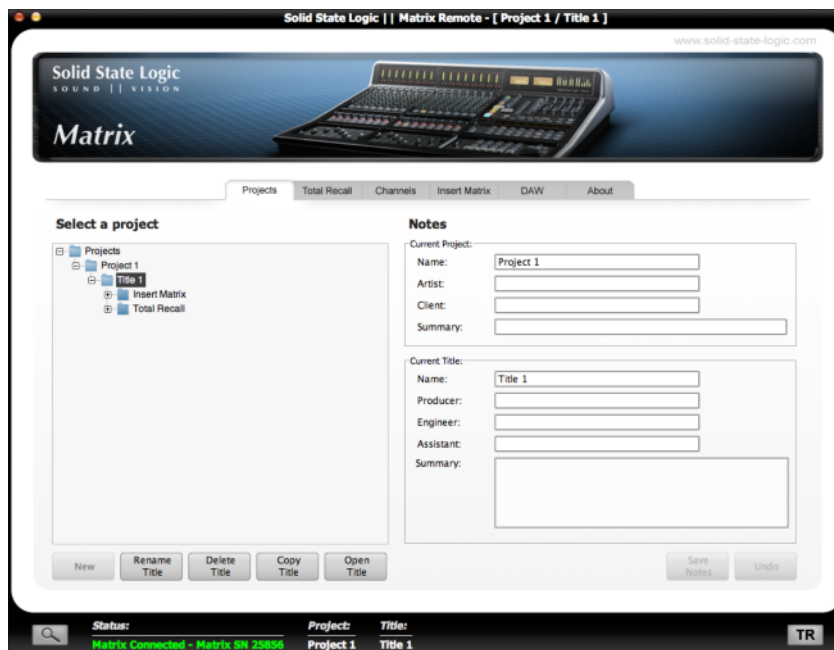 Solid State Logic || Matrix Remote - [ Project 1 / Title 1 ]
www.solid-state-logic.com
Solid State Logic
SOUND || VISION
Matrix
Projects Total Recall Channels Insert Matrix DAW About
Select a project
Projects
Project 1
Title 1
Insert Matrix
Total Recall
New
Rename Title
Delete Title
Copy Title
Open Title
Notes
Current Project:
Name: Project 1
Artist:
Client:
Summary:
Current Title:
Name: Title 1
Producer:
Engineer:
Assistant:
Summary:
Save Notes
Undo
Status: Project: Title:
Matrix Connected - Matrix SN 25856 Project 1 Title 1
TR